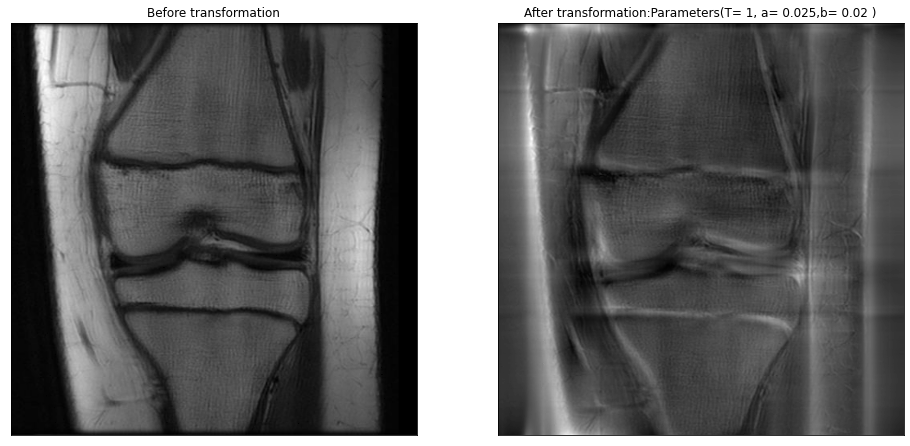 Before transformation
After transformation:Parameters(T= 1, a= 0.025,b= 0.02 )